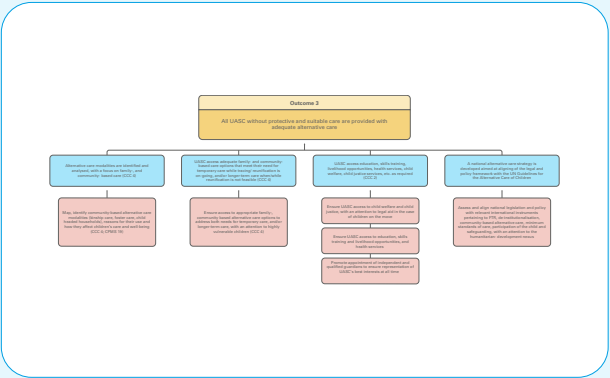 Outcome 3
All UASC without protective and suitable care are provided with
adequate alternative care
Alternative care modalities are identified and
analysed, with a focus on family-, and
community- based care (CCC 4)
UASC access adequate family- and community
based care options that meet their need for
temporary care while tracing/ reunification is
on-going, and/or longer-term care when/while
reunification is not feasible (CCC 4)
UASC access education, skills training,
livelihood opportunities, health services, child
welfare, child justice services, etc. as required
(CCC 2)
A national alternative care strategy is
developed aimed at aligning of the legal and
policy framework with the UN Guidelines for
the Alternative Care of Children
Map, identify community-based alternative care
modalities (kinship care, foster care, child
headed households), reasons for their use and
how they affect children's care and well-being
(CCC 4; CPMS 19)
Ensure access to appropriate family-,
community based alternative care options to
address both needs for temporary care, and/or
longer-term care, with an attention to highly
vulnerable children (CCC 4)
Ensure UASC access to child welfare and child
justice, with an attention to legal aid in the case
of children on the move
Ensure UASC access to education, skills
training and livelihood opportunities, and
health services
Promote appointment of independent and
qualified guardians to ensure representation of
UASC's best interests at all time
Assess and align national legislation and policy
with relevant international instruments
pertaining to PSS, de-institutionalisation,
community-based alternative care, minimum
standards of care, participation of the child and
safeguarding, with an attention to the
humanitarian-development nexus